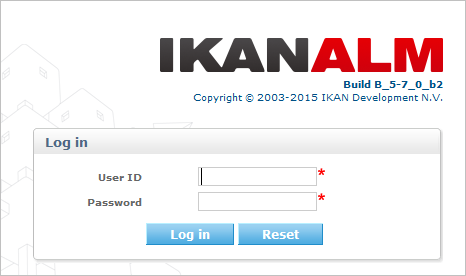 IKANALM
Build B_5-7_0_b2
Copyright © 2003-2015 IKAN Development N.V.
Log in
User ID *
Password *
Log in Reset